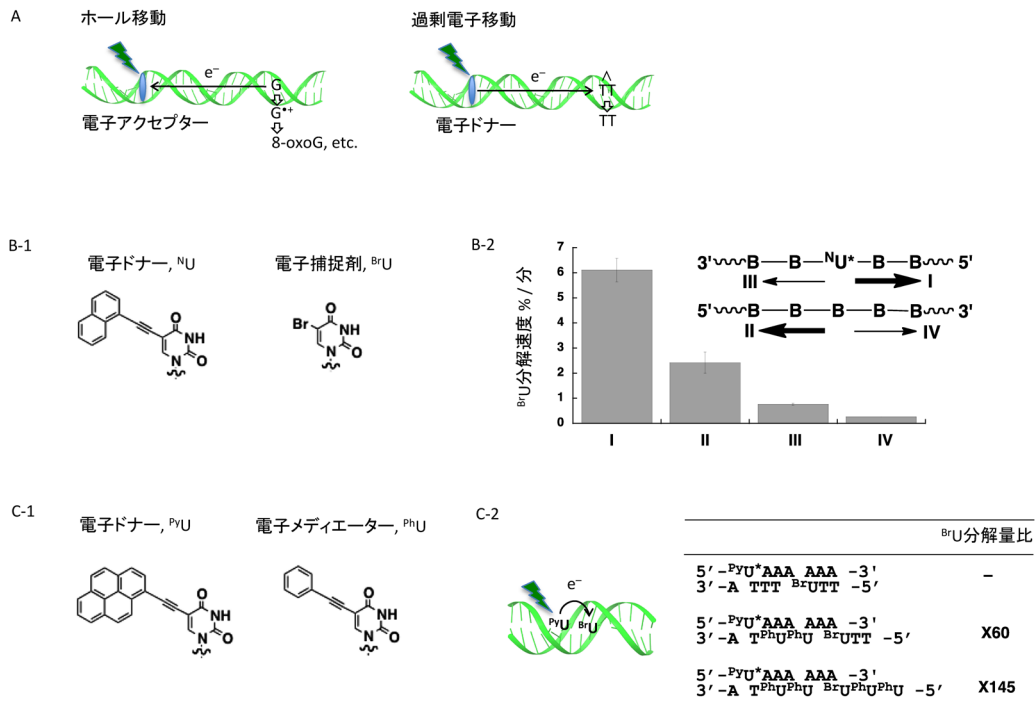 A
ホール移動
過剰電子移動
e⁻
e⁻
G
G•+
8-oxoG, etc.
電子アクセプター
^
TT
TT
電子ドナー
B-1
電子ドナー, ᴺU
電子捕捉剤, ᴮʳU
O
NH
N
O
Br
O
NH
N
O
B-2
ᴮʳU分解速度 % / 分
7
6
5
4
3
2
1
0
I
II
III
IV
3' B—B—ᴺU*—B—B 5'
III
I
5' B—B—B—B—B 3'
II
IV
C-1
電子ドナー, ᴾʸU
電子メディエーター, ᴾʰU
O
NH
N
O
O
NH
N
O
C-2
e⁻
ᴾʸU
ᴮʳU
ᴮʳU分解量比
5'-ᴾʸU*AAA AAA -3'
3'-A TTT ᴮʳUTT -5'
–
5'-ᴾʸU*AAA AAA -3'
3'-A TᴾʰUᴾʰU ᴮʳUTT -5'
X60
5'-ᴾʸU*AAA AAA -3'
3'-A TᴾʰUᴾʰU ᴮʳUᴾʰUᴾʰU -5'
X145